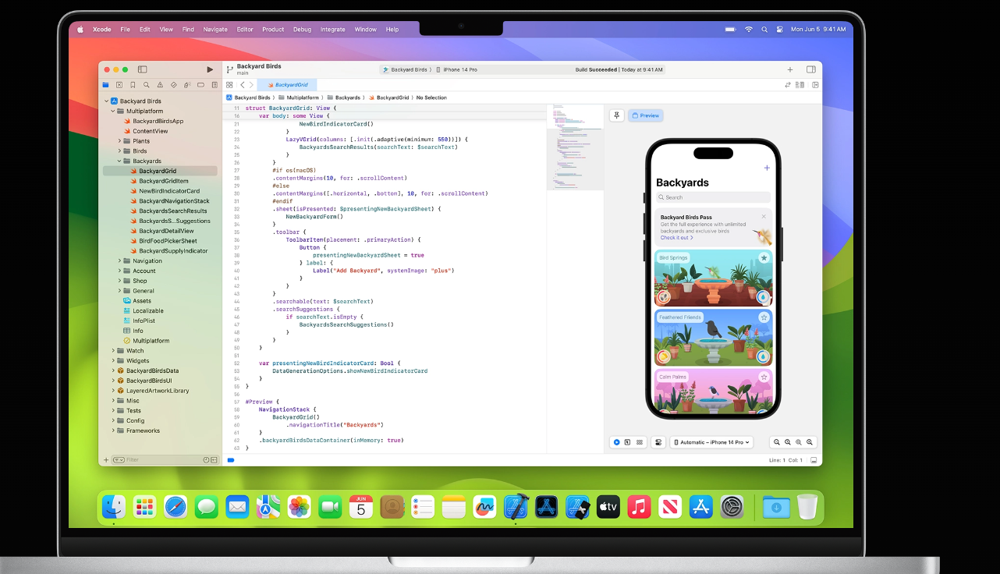 Xcode File Edit View Find Navigate Editor Product Debug Integrate Window Help
Mon Jun 5 9:41 AM
Backyard Birds
main
Backyard Birds
iPhone 14 Pro
Build Succeeded | Today at 9:41 AM
BackyardGrid
Backyard Birds
Multiplatform
Backyards
BackyardGrid
No Selection
Backyard Birds
Multiplatform
BackyardBirdsApp
ContentView
Plants
Birds
Backyards
BackyardGrid
BackyardGridItem
NewBirdIndicatorCard
BackyardNavigationStack
BackyardsSearchResults
BackyardsS...Suggestions
BackyardDetailView
BirdFoodPickerSheet
BackyardSupplyIndicator
Navigation
Account
Shop
General
Assets
Localizable
InfoPlist
Info
Multiplatform
Watch
Widgets
BackyardBirdsData
BackyardBirdsUI
LayeredArtworkLibrary
Misc
Tests
Config
Frameworks
Filter
11 struct BackyardGrid: View {
16 var body: some View {
21 NewBirdIndicatorCard()
22 }
23 LazyVGrid(columns: [.init(.adaptive(minimum: 550))]) {
24 BackyardsSearchResults(searchText: $searchText)
25 }
26 }
27 #if os(macOS)
28 .contentMargins(10, for: .scrollContent)
29 #else
30 .contentMargins([.horizontal, .bottom], 10, for: .scrollContent)
31 #endif
32 .sheet(isPresented: $presentingNewBackyardSheet) {
33 NewBackyardForm()
34 }
35 .toolbar {
36 ToolbarItem(placement: .primaryAction) {
37 Button {
38 presentingNewBackyardSheet = true
39 } label: {
40 Label("Add Backyard", systemImage: "plus")
41 }
42 }
43 }
44 .searchable(text: $searchText)
45 .searchSuggestions {
46 if searchText.isEmpty {
47 BackyardsSearchSuggestions()
48 }
49 }
50 }
51
52 var presentingNewBirdIndicatorCard: Bool {
53 DataGenerationOptions.showNewBirdIndicatorCard
54 }
55 }
56
57 #Preview {
58 NavigationStack {
59 BackyardGrid()
60 .navigationTitle("Backyards")
61 }
62 .backyardBirdsDataContainer(inMemory: true)
63 }
Preview
Backyards
Search
Backyard Birds Pass
Get the full experience with unlimited
backyards and exclusive birds
Check it out >
Bird Springs
Feathered Friends
Calm Palms
Automatic – iPhone 14 Pro
Line: 1 Col: 1
JUN
5
tv